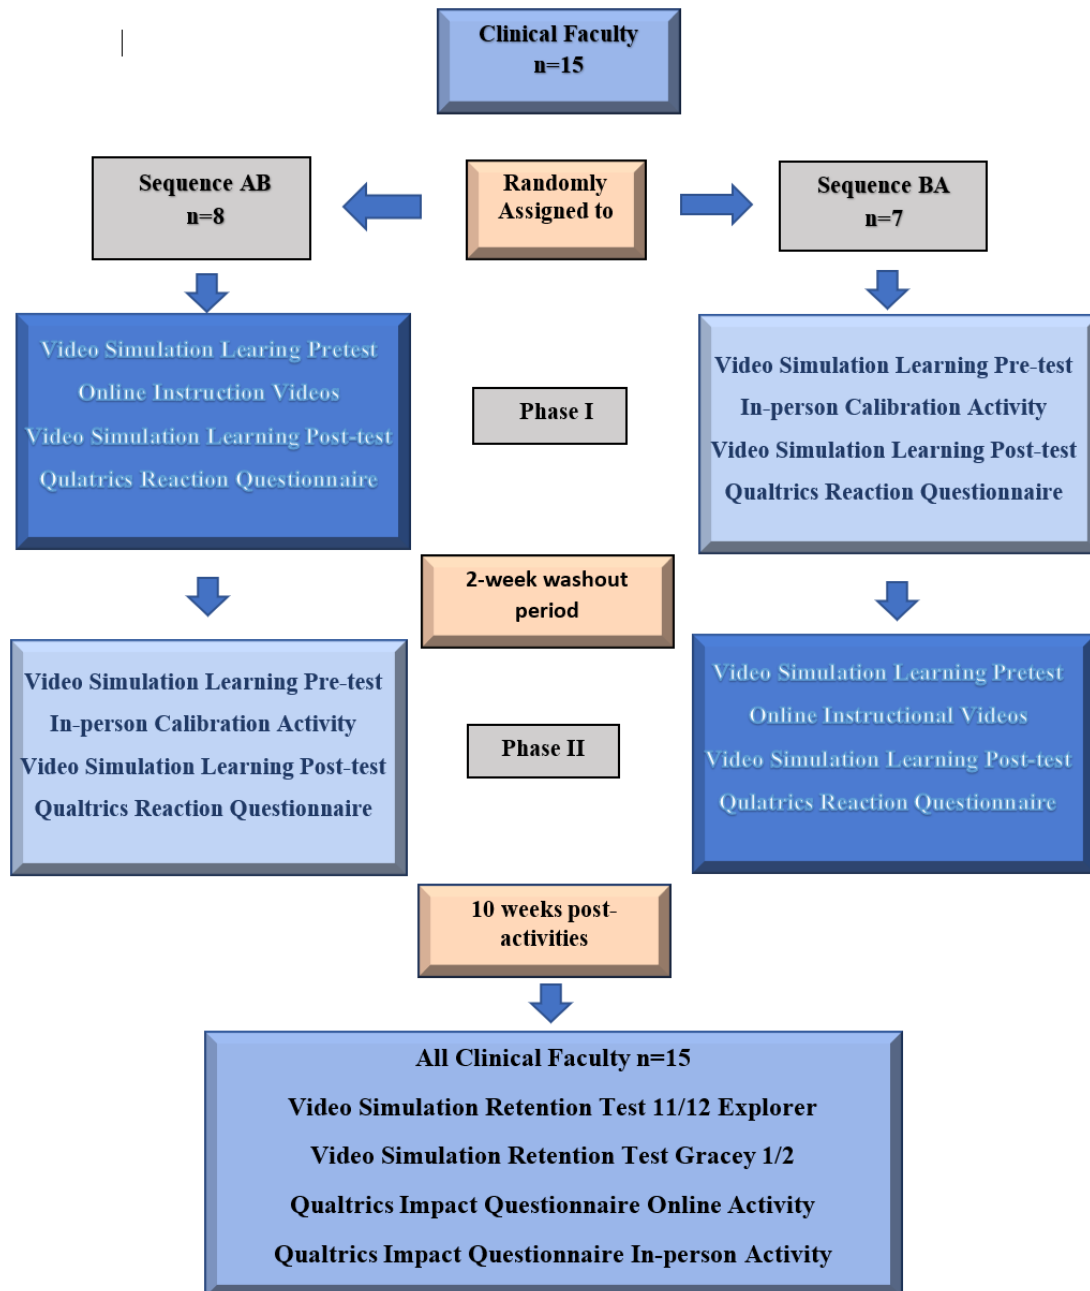 Clinical Faculty
n=15
Sequence AB
n=8
Randomly
Assigned to
Sequence BA
n=7
Video Simulation Learing Pretest
Online Instruction Videos
Video Simulation Learning Post-test
Qulatrics Reaction Questionnaire
Phase I
Video Simulation Learning Pre-test
In-person Calibration Activity
Video Simulation Learning Post-test
Qualtrics Reaction Questionnaire
2-week washout
period
Video Simulation Learning Pre-test
In-person Calibration Activity
Video Simulation Learning Post-test
Qualtrics Reaction Questionnaire
Phase II
Video Simulation Learning Pretest
Online Instructional Videos
Video Simulation Learning Post-test
Qulatrics Reaction Questionnaire
10 weeks post-
activities
All Clinical Faculty n=15
Video Simulation Retention Test 11/12 Explorer
Video Simulation Retention Test Gracey 1/2
Qualtrics Impact Questionnaire Online Activity
Qualtrics Impact Questionnaire In-person Activity